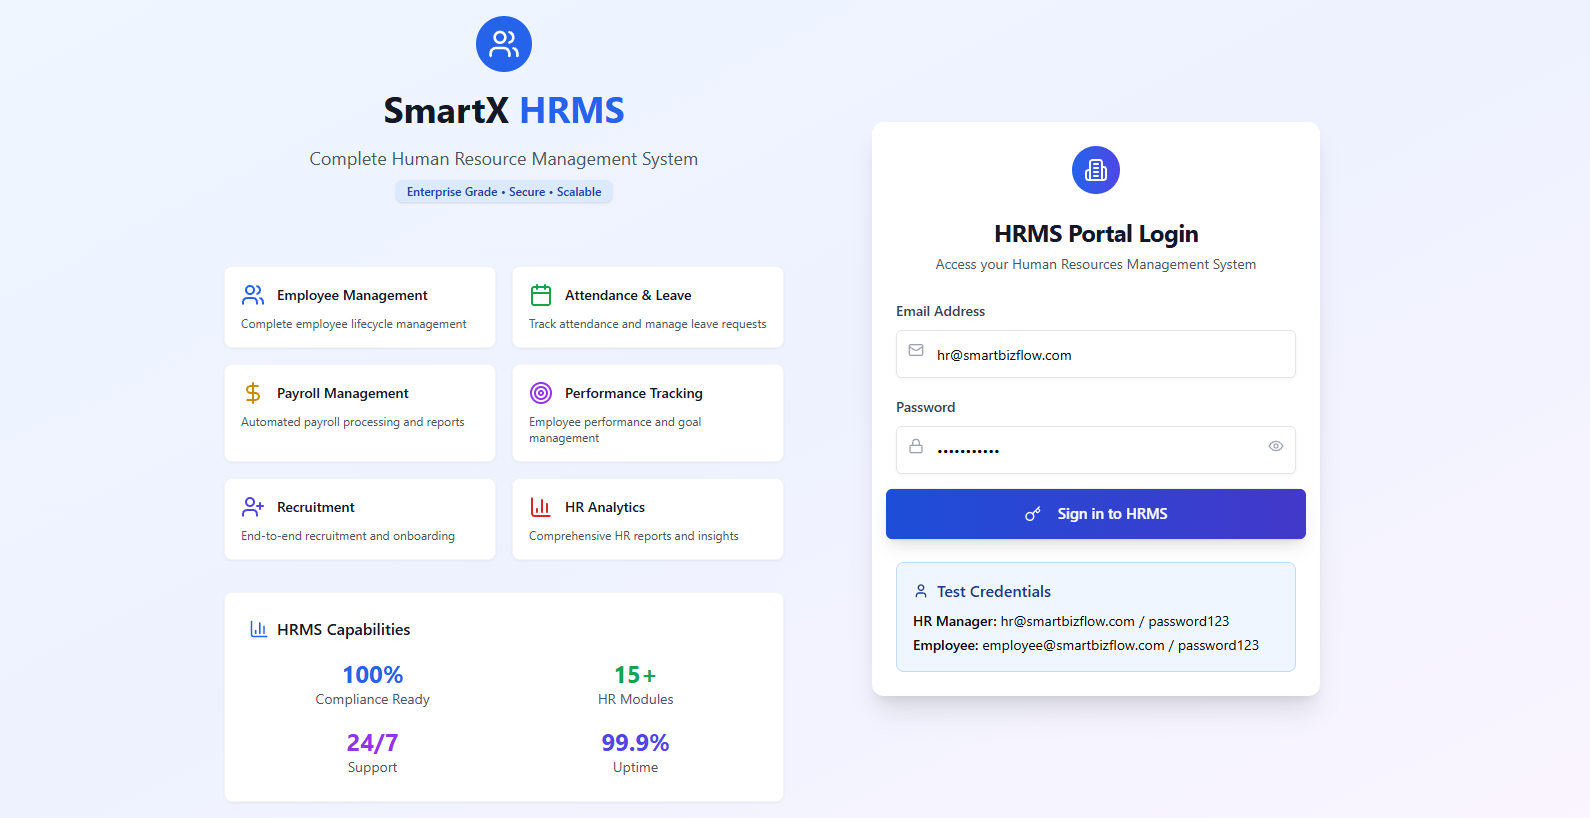 SmartX HRMS
Complete Human Resource Management System
Enterprise Grade • Secure • Scalable
Employee Management
Complete employee lifecycle management
Attendance & Leave
Track attendance and manage leave requests
Payroll Management
Automated payroll processing and reports
Performance Tracking
Employee performance and goal
management
Recruitment
End-to-end recruitment and onboarding
HR Analytics
Comprehensive HR reports and insights
HRMS Capabilities
100%
Compliance Ready
15+
HR Modules
24/7
Support
99.9%
Uptime
HRMS Portal Login
Access your Human Resources Management System
Email Address
hr@smartbizflow.com
Password
•••••••••••
Sign in to HRMS
Test Credentials
HR Manager: hr@smartbizflow.com / password123
Employee: employee@smartbizflow.com / password123